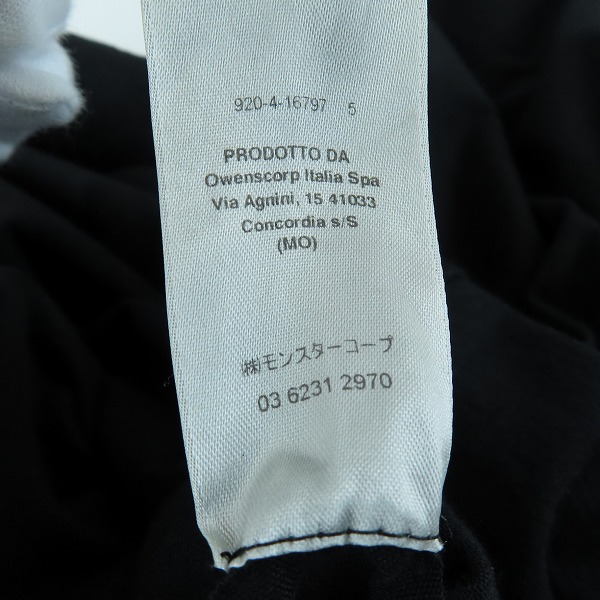 920-4-16797 5
PRODOTTO DA
Owenscorp Italia Spa
Via Agnini, 15 41033
Concordia s/S
(MO)
㈱モンスターコープ
03 6231 2970